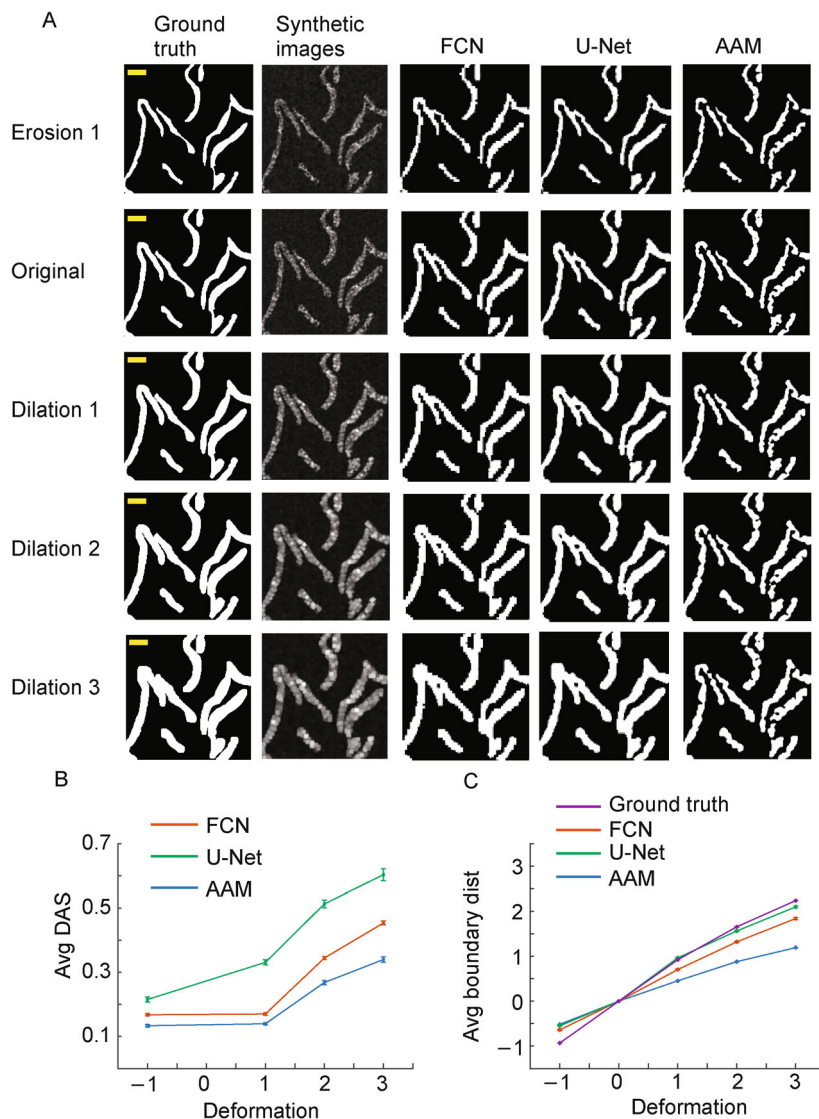 A
Ground truth
Synthetic images
FCN
U-Net
AAM
Erosion 1
Original
Dilation 1
Dilation 2
Dilation 3
B
FCN
U-Net
AAM
0.7
0.5
0.3
0.1
Avg DAS
−1 0 1 2 3
Deformation
C
Ground truth
FCN
U-Net
AAM
3
2
1
0
−1
Avg boundary dist
−1 0 1 2 3
Deformation